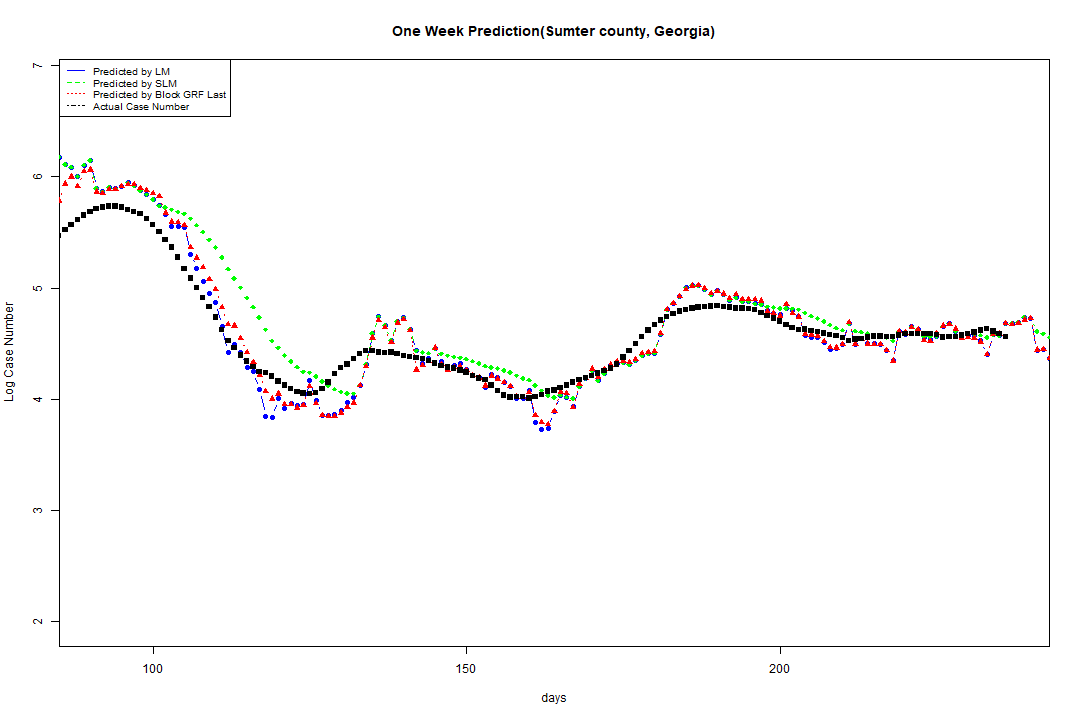 One Week Prediction(Sumter county, Georgia)
Predicted by LM
Predicted by SLM
Predicted by Block GRF Last
Actual Case Number
7
6
5
4
3
2
Log Case Number
100 150 200
days